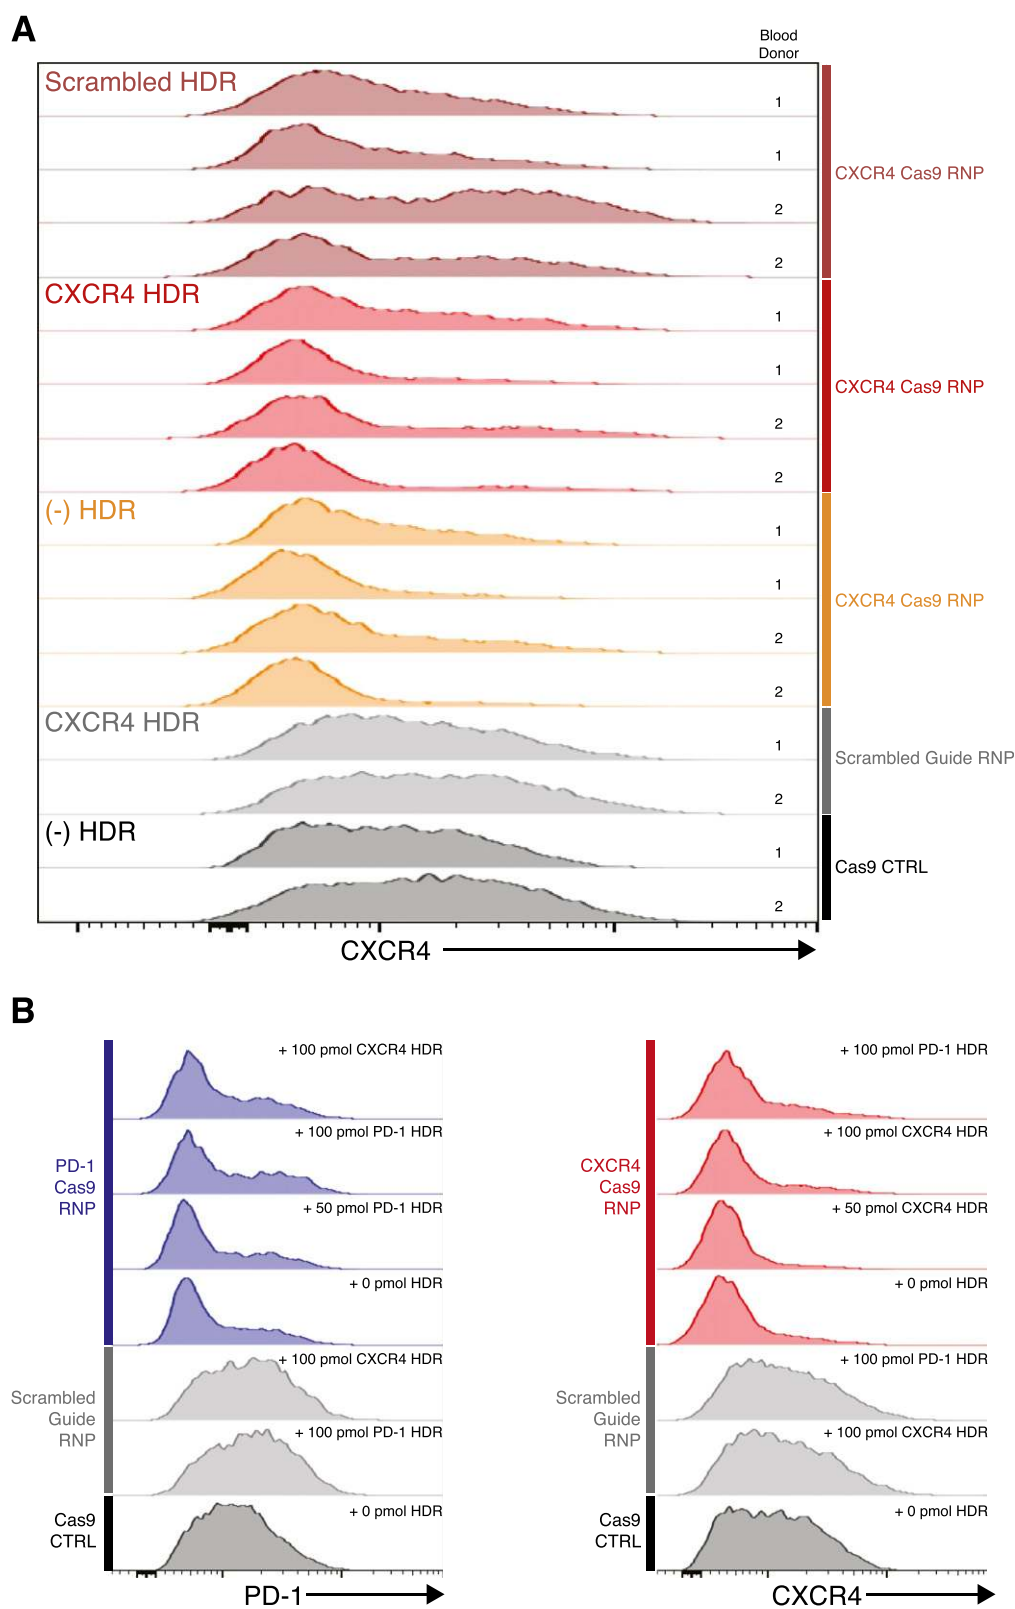 A
Blood
Donor
Scrambled HDR
1
1
CXCR4 Cas9 RNP
2
2
CXCR4 HDR
1
1
CXCR4 Cas9 RNP
2
2
(-) HDR
1
1
CXCR4 Cas9 RNP
2
2
CXCR4 HDR
1
Scrambled Guide RNP
2
(-) HDR
1
Cas9 CTRL
2
CXCR4
B
+ 100 pmol CXCR4 HDR
+ 100 pmol PD-1 HDR
PD-1
Cas9
RNP
+ 50 pmol PD-1 HDR
+ 0 pmol HDR
+ 100 pmol CXCR4 HDR
Scrambled
Guide
RNP
+ 100 pmol PD-1 HDR
+ 0 pmol HDR
Cas9
CTRL
PD-1
+ 100 pmol PD-1 HDR
+ 100 pmol CXCR4 HDR
CXCR4
Cas9
RNP
+ 50 pmol CXCR4 HDR
+ 0 pmol HDR
+ 100 pmol PD-1 HDR
Scrambled
Guide
RNP
+ 100 pmol CXCR4 HDR
+ 0 pmol HDR
Cas9
CTRL
CXCR4